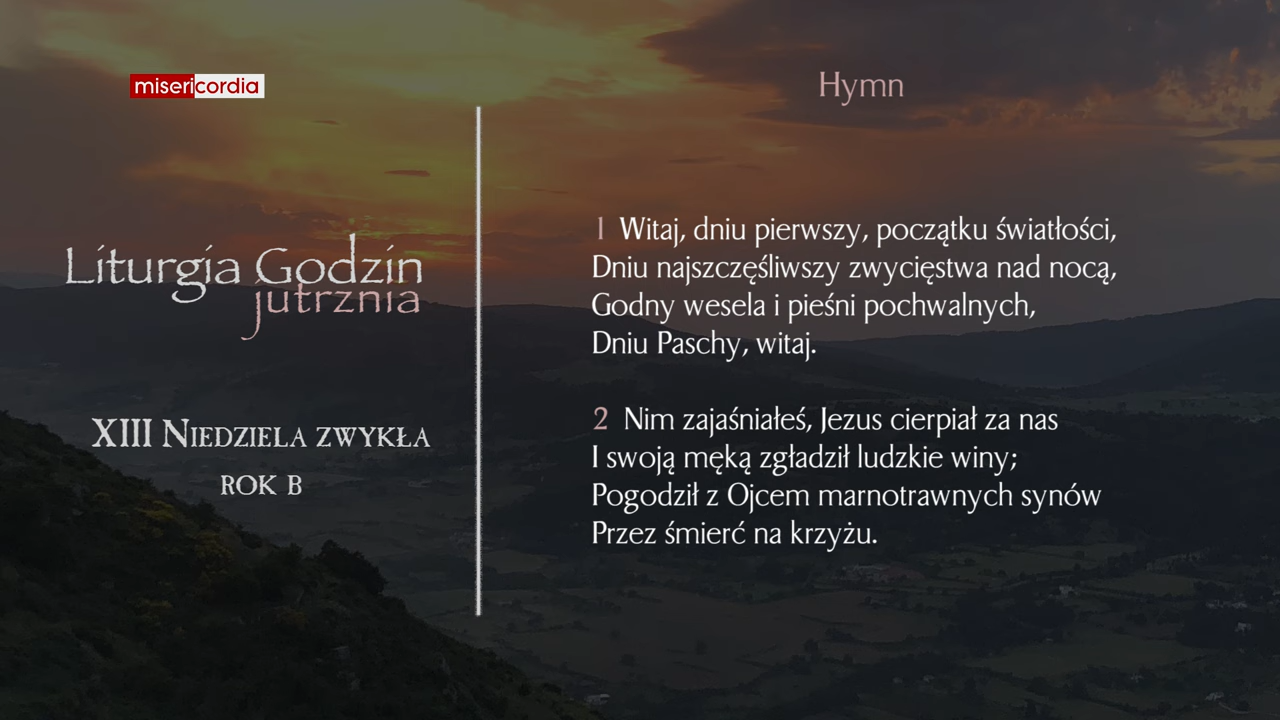 misericordia
Liturgia Godzin
jutrznia
XIII Niedziela zwykła
rok B
Hymn
1 Witaj, dniu pierwszy, początku światłości,
Dniu najszczęśliwszy zwycięstwa nad nocą,
Godny wesela i pieśni pochwalnych,
Dniu Paschy, witaj.
2 Nim zajaśniałeś, Jezus cierpiał za nas
I swoją męką zgładził ludzkie winy;
Pogodził z Ojcem marnotrawnych synów
Przez śmierć na krzyżu.